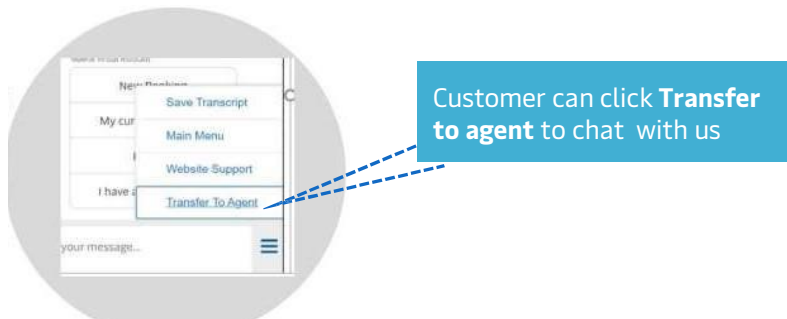 New Booking
Save Transcript
My cur
Main Menu
Website Support
I have a
Transfer To Agent
your message...
Customer can click Transfer
to agent to chat with us